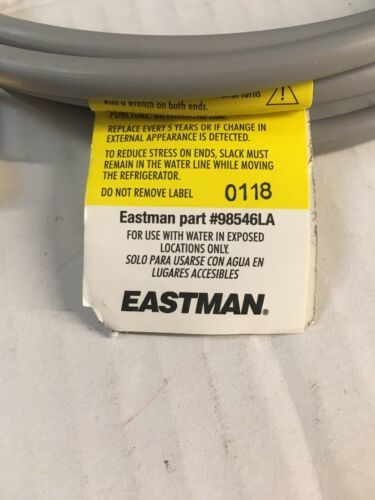 with a wrench on both ends.
REPLACE EVERY 5 YEARS OR IF CHANGE IN
EXTERNAL APPEARANCE IS DETECTED.
TO REDUCE STRESS ON ENDS, SLACK MUST
REMAIN IN THE WATER LINE WHILE MOVING
THE REFRIGERATOR.
DO NOT REMOVE LABEL 0118
Eastman part #98546LA
FOR USE WITH WATER IN EXPOSED
LOCATIONS ONLY.
SOLO PARA USARSE CON AGUA EN
LUGARES ACCESIBLES
EASTMAN®